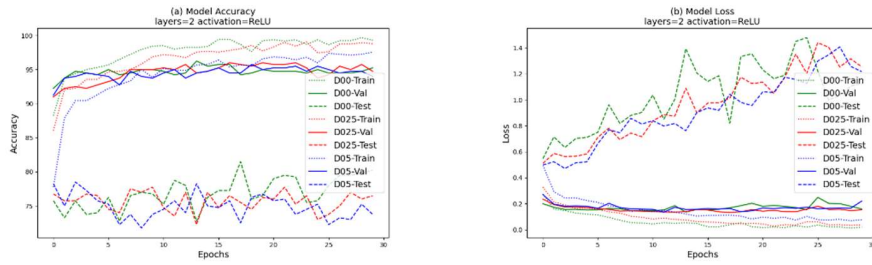 (a) Model Accuracy
layers=2 activation=ReLU
100
95
90
85
80
75
Accuracy
0
5
10
15
20
25
30
Epochs
D00-Train
D00-Val
D00-Test
D025-Train
D025-Val
D025-Test
D05-Train
D05-Val
D05-Test
(b) Model Loss
layers=2 activation=ReLU
1.4
1.2
1.0
0.8
0.6
0.4
0.2
0.0
Loss
0
5
10
15
20
25
30
Epochs
D00-Train
D00-Val
D00-Test
D025-Train
D025-Val
D025-Test
D05-Train
D05-Val
D05-Test